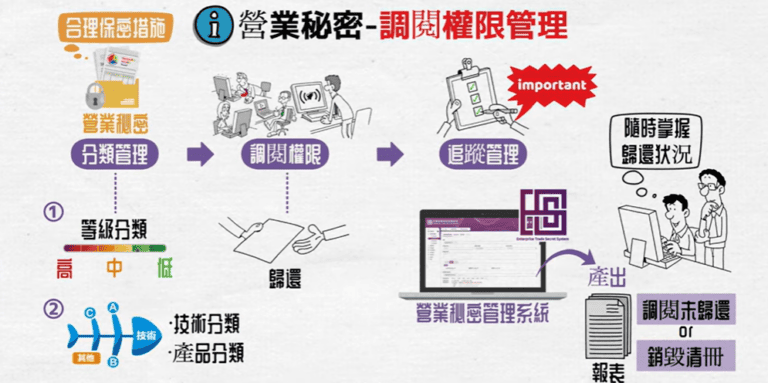 合理保密措施
營業秘密-調閱權限管理
營業秘密
important
分類管理
調閱權限
追蹤管理
隨時掌握
歸還狀況
①
等級分類
高 中 低
歸還
Enterprise Trade Secret System
營業秘密管理系統
產出
②
C
A
B
技術
其他
·技術分類
·產品分類
報表
調閱未歸還
or
銷毀清冊